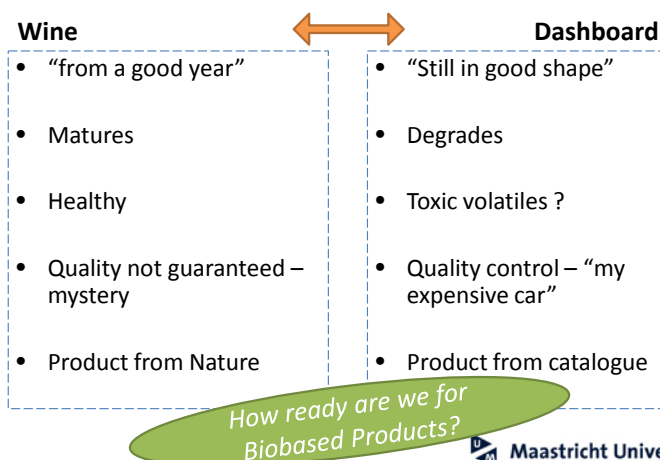 Wine
• “from a good year”
• Matures
• Healthy
• Quality not guaranteed –
mystery
• Product from Nature
Dashboard
• “Still in good shape”
• Degrades
• Toxic volatiles ?
• Quality control – “my
expensive car”
• Product from catalogue
How ready are we for
Biobased Products?
Maastricht Unive